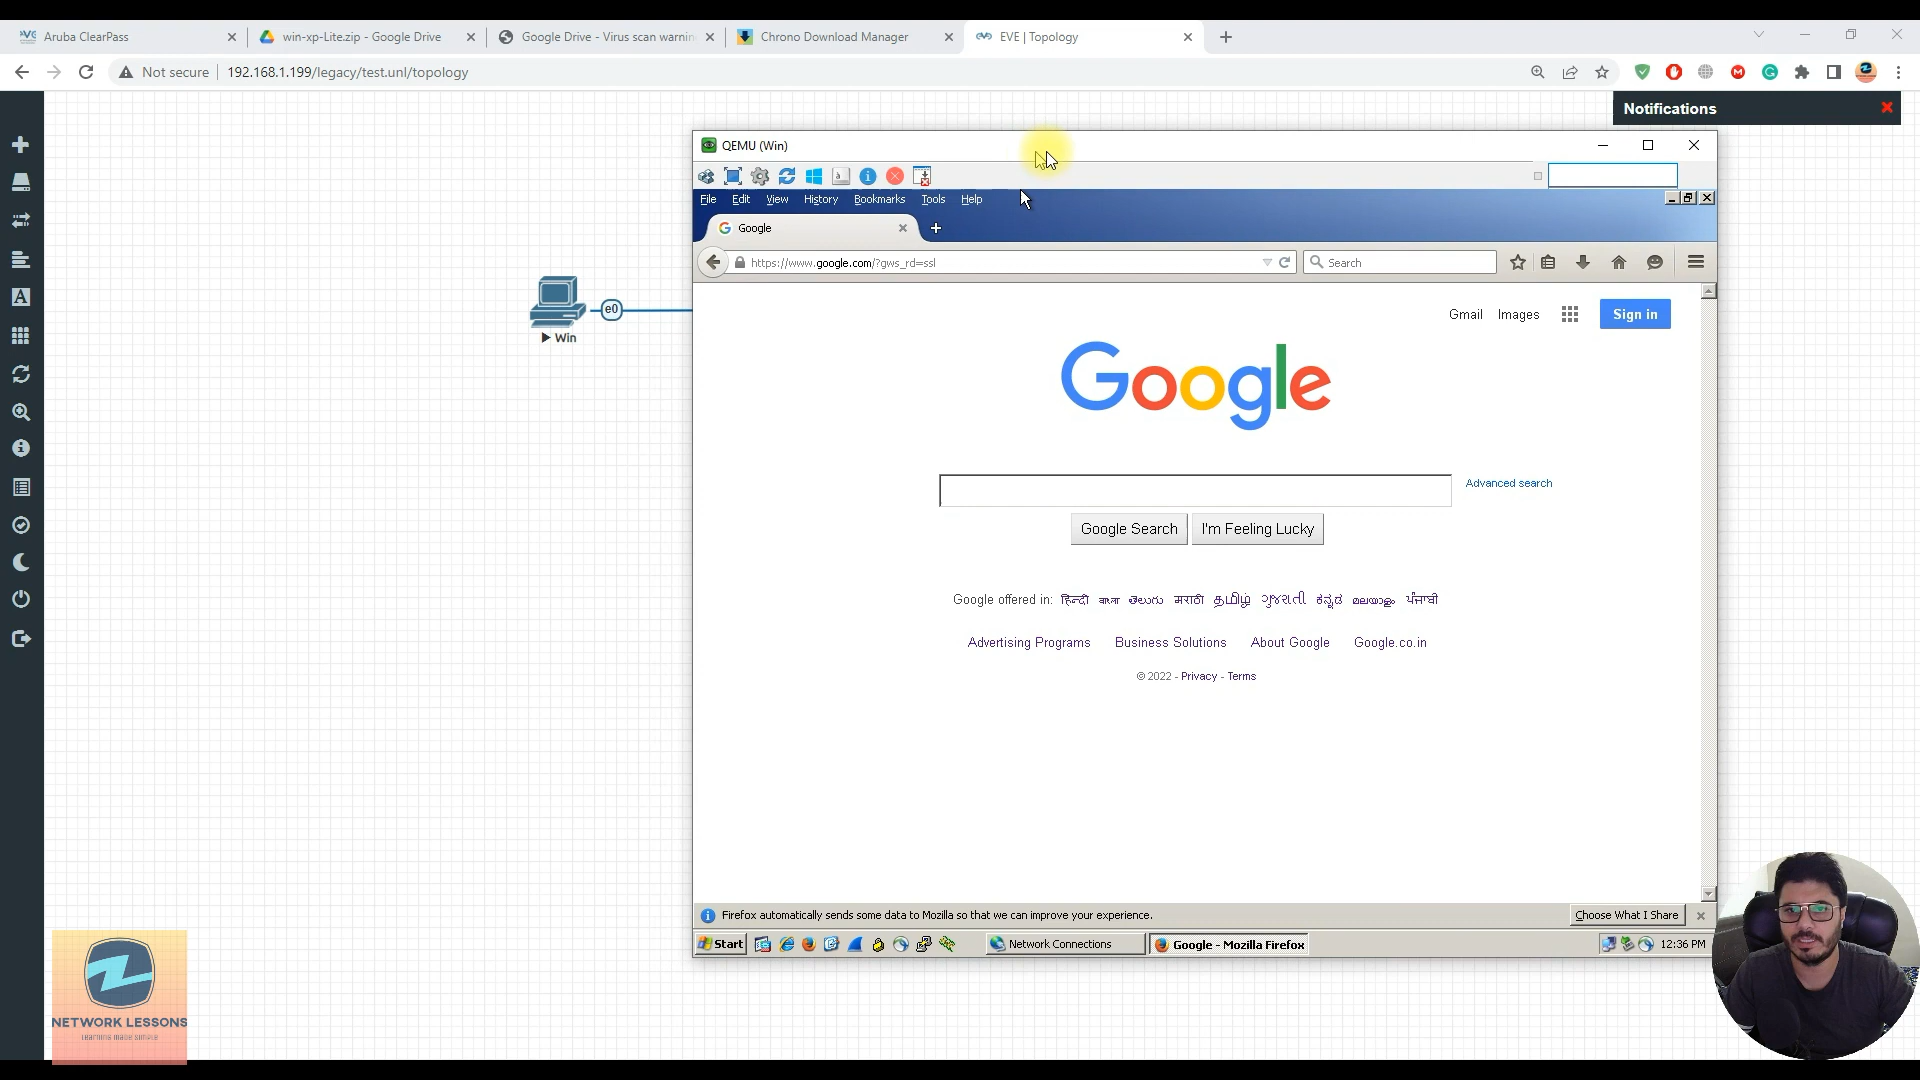 Aruba ClearPass
win-xp-Lite.zip - Google Drive
Google Drive - Virus scan warnin
Chrono Download Manager
EVE | Topology
Not secure
192.168.1.199/legacy/test.unl/topology
Notifications
QEMU (Win)
File Edit View History Bookmarks Tools Help
Google
https://www.google.com/?gws_rd=ssl
Search
Gmail Images Sign in
e0
Win
Google
Advanced search
Google Search I'm Feeling Lucky
Google offered in: हिन्दी বাংলা తెలుగు मराठी தமிழ் ગુજરાતી ಕನ್ನಡ മലയാളം ਪੰਜਾਬੀ
Advertising Programs Business Solutions About Google Google.co.in
© 2022 - Privacy - Terms
Firefox automatically sends some data to Mozilla so that we can improve your experience.
Choose What I Share
Start
Network Connections
Google - Mozilla Firefox
12:36 PM
NETWORK LESSONS
LEARNING MADE SIMPLE